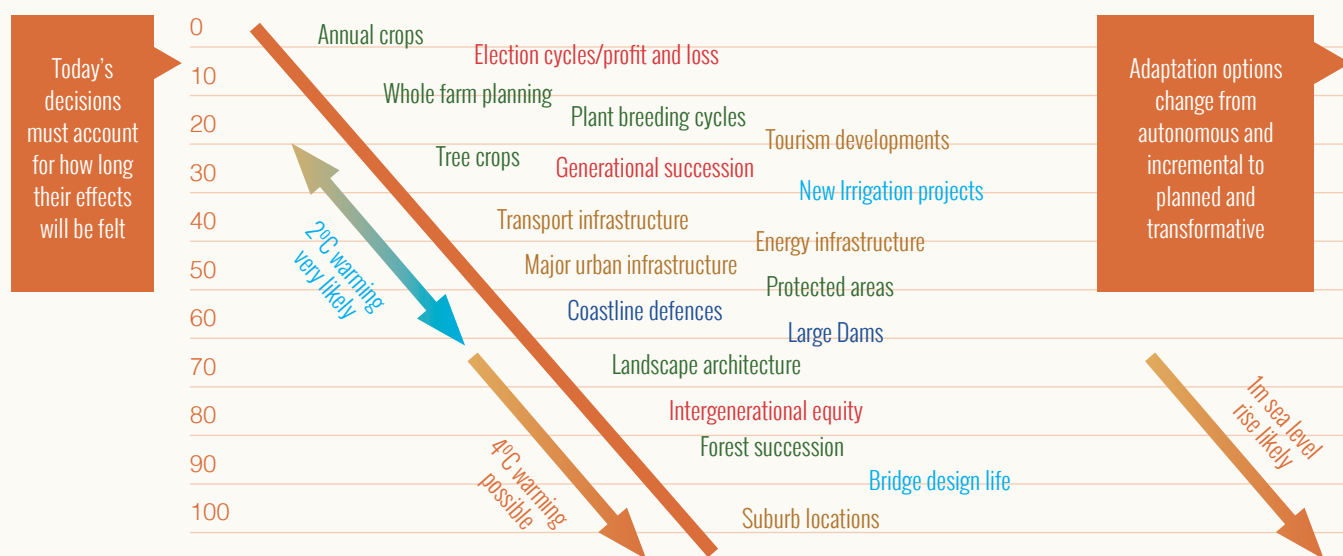 Today's
decisions
must account
for how long
their effects
will be felt
0
10
20
30
40
50
60
70
80
90
100
Annual crops
Election cycles/profit and loss
Whole farm planning
Plant breeding cycles
Tourism developments
Tree crops
Generational succession
New Irrigation projects
Transport infrastructure
Energy infrastructure
Major urban infrastructure
Protected areas
Coastline defences
Large Dams
Landscape architecture
Intergenerational equity
Forest succession
Bridge design life
Suburb locations
2ºC warming
very likely
4ºC warming
possible
Adaptation options
change from
autonomous and
incremental to
planned and
transformative
1m sea level
rise likely